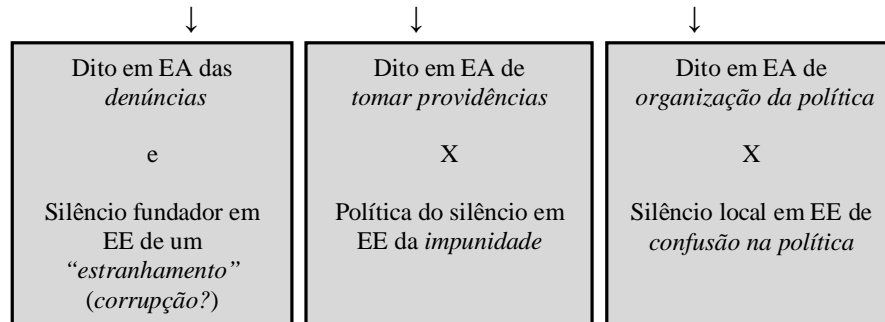 ↓ ↓ ↓
Dito em EA das
denúncias
e
Silêncio fundador em
EE de um
“estranhamento”
(corrupção?)
Dito em EA de
tomar providências
X
Política do silêncio em
EE da impunidade
Dito em EA de
organização da política
X
Silêncio local em EE de
confusão na política